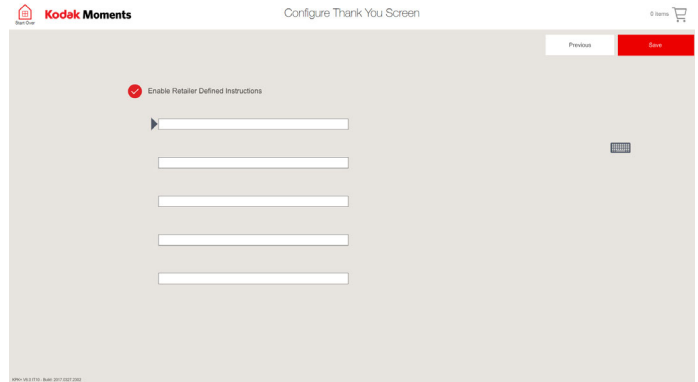 Start Over
Kodak Moments
Configure Thank You Screen
0 items
Previous
Save
Enable Retailer Defined Instructions